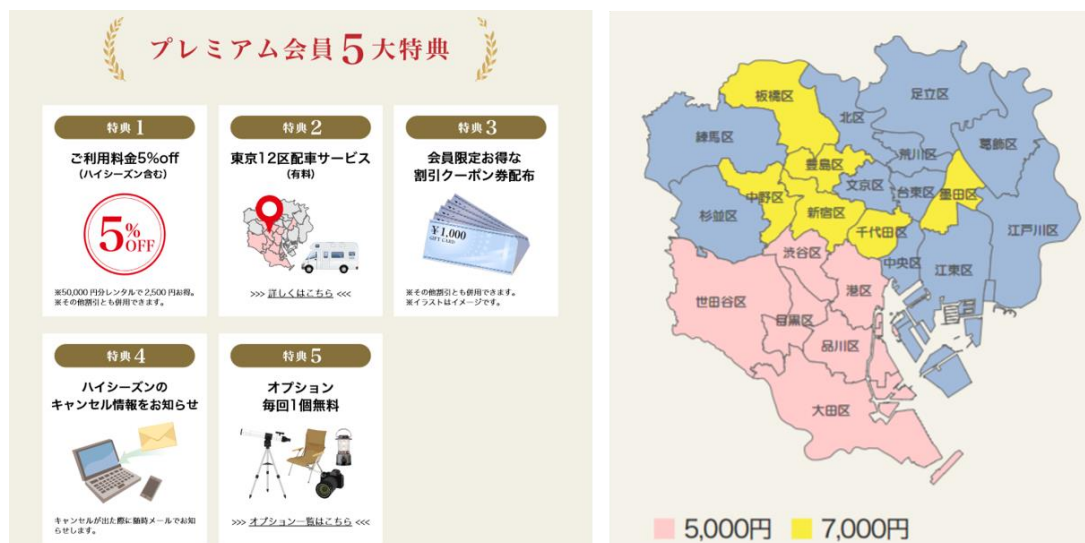 プレミアム会員5大特典
特典1
ご利用料金5%off
(ハイシーズン含む)
5%
OFF
※50,000円分レンタルで2,500円お得。
※その他割引とも併用できます。
特典2
東京12区配車サービス
(有料)
>>> 詳しくはこちら <<<
特典3
会員限定お得な
割引クーポン券配布
¥1,000
GIFT CARD
※その他割引とも併用できます。
※イラストはイメージです。
特典4
ハイシーズンの
キャンセル情報をお知らせ
キャンセルが出た際に随時メールでお知
らせします。
特典5
オプション
毎回1個無料
>>> オプション一覧はこちら <<<
板橋区
足立区
北区
練馬区
荒川区
葛飾区
豊島区
文京区
台東区
墨田区
中野区
杉並区
新宿区
千代田区
江戸川区
渋谷区
中央区
江東区
世田谷区
港区
目黒区
品川区
大田区
5,000円 7,000円